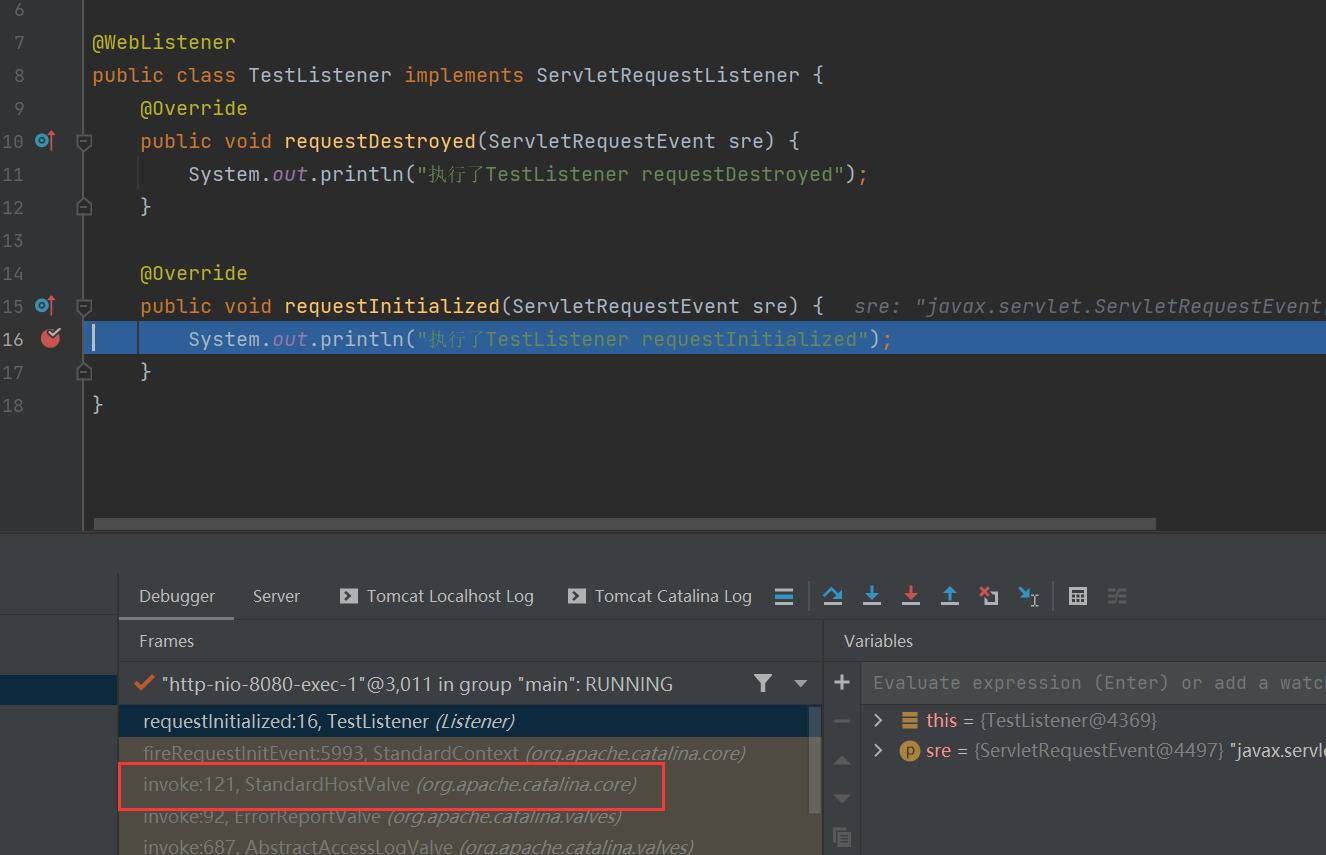 6
7 @WebListener
8 public class TestListener implements ServletRequestListener {
9 @Override
10 public void requestDestroyed(ServletRequestEvent sre) {
11 System.out.println("执行了TestListener requestDestroyed");
12 }
13
14 @Override
15 public void requestInitialized(ServletRequestEvent sre) { sre: "javax.servlet.ServletRequestEvent
16 System.out.println("执行了TestListener requestInitialized");
17 }
18 }
Debugger Server Tomcat Localhost Log Tomcat Catalina Log
Frames Variables
"http-nio-8080-exec-1"@3,011 in group "main": RUNNING Evaluate expression (Enter) or add a watc
requestInitialized:16, TestListener (Listener) this = {TestListener@4369}
fireRequestInitEvent:5993, StandardContext (org.apache.catalina.core) p sre = {ServletRequestEvent@4497} "javax.servle
invoke:121, StandardHostValve (org.apache.catalina.core)
invoke:92, ErrorReportValve (org.apache.catalina.valves)
invoke:687, AbstractAccessLogValve (org.apache.catalina.valves)